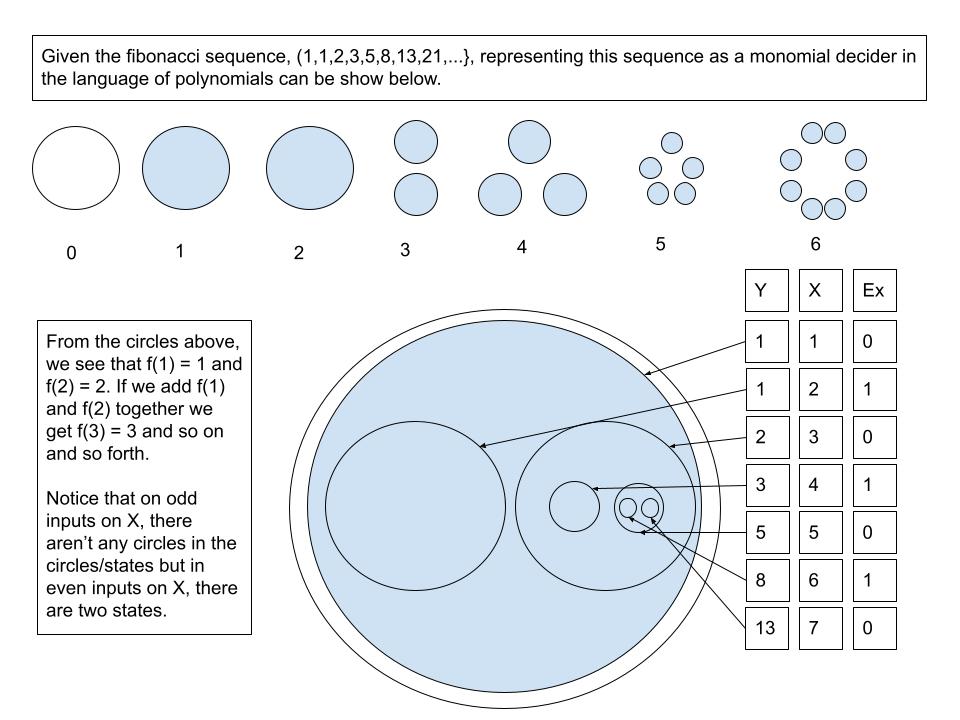 Given the fibonacci sequence, (1,1,2,3,5,8,13,21,...}, representing this sequence as a monomial decider in
the language of polynomials can be show below.
0
1
2
3
4
5
6
Y X Ex
1 1 0
1 2 1
2 3 0
3 4 1
5 5 0
8 6 1
13 7 0
From the circles above,
we see that f(1) = 1 and
f(2) = 2. If we add f(1)
and f(2) together we
get f(3) = 3 and so on
and so forth.
Notice that on odd
inputs on X, there
aren’t any circles in the
circles/states but in
even inputs on X, there
are two states.